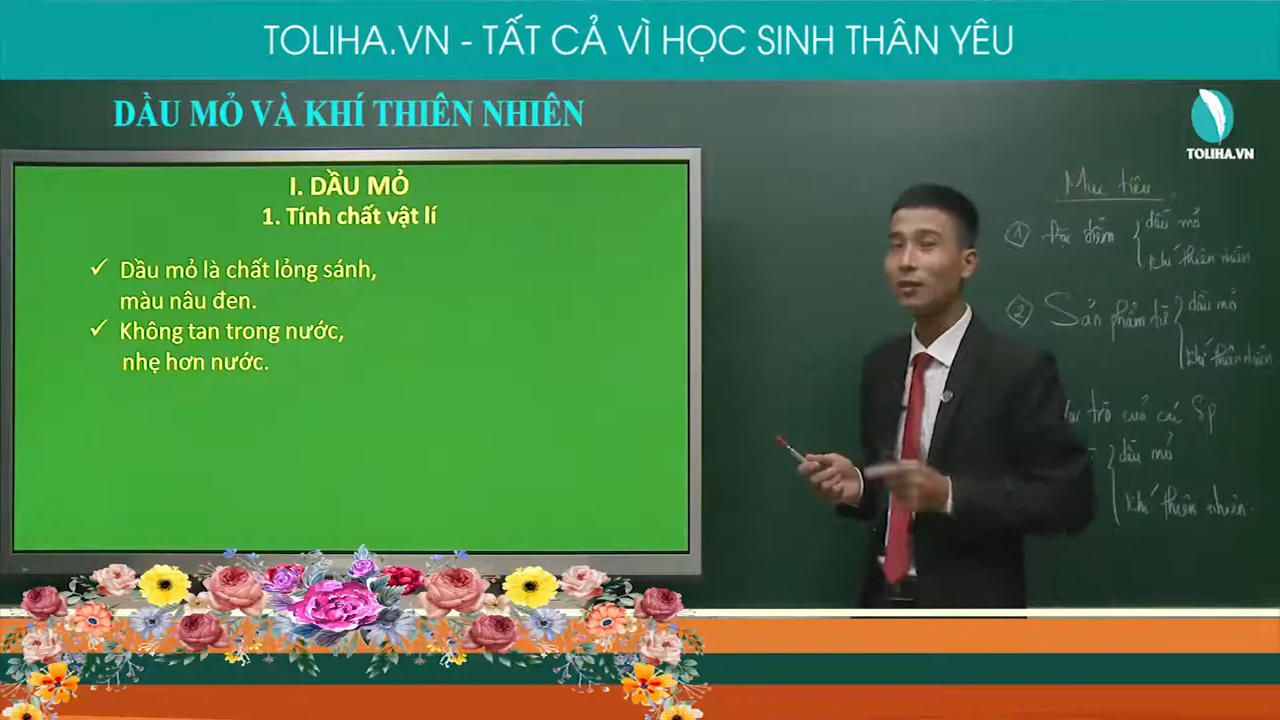 TOLIHA.VN - TẤT CẢ VÌ HỌC SINH THÂN YÊU
DẦU MỎ VÀ KHÍ THIÊN NHIÊN
TOLIHA.VN
I. DẦU MỎ
1. Tính chất vật lí
✓ Dầu mỏ là chất lỏng sánh,
màu nâu đen.
✓ Không tan trong nước,
nhẹ hơn nước.
Mục tiêu
① Đặc điểm
dầu mỏ
khí thiên nhiên
② Sản phẩm từ
dầu mỏ
khí thiên nhiên
trò của các Sp
dầu mỏ
khí thiên nhiên.